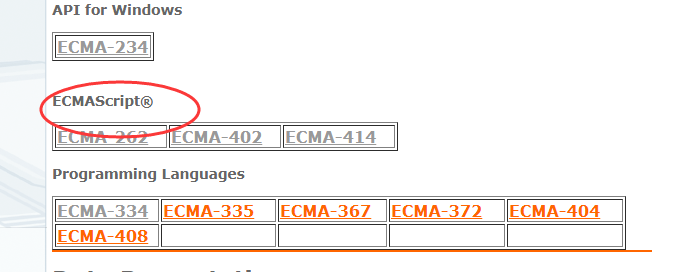 API for Windows
ECMA-234
ECMAScript®
ECMA-262 ECMA-402 ECMA-414
Programming Languages
ECMA-334 ECMA-335 ECMA-367 ECMA-372 ECMA-404
ECMA-408